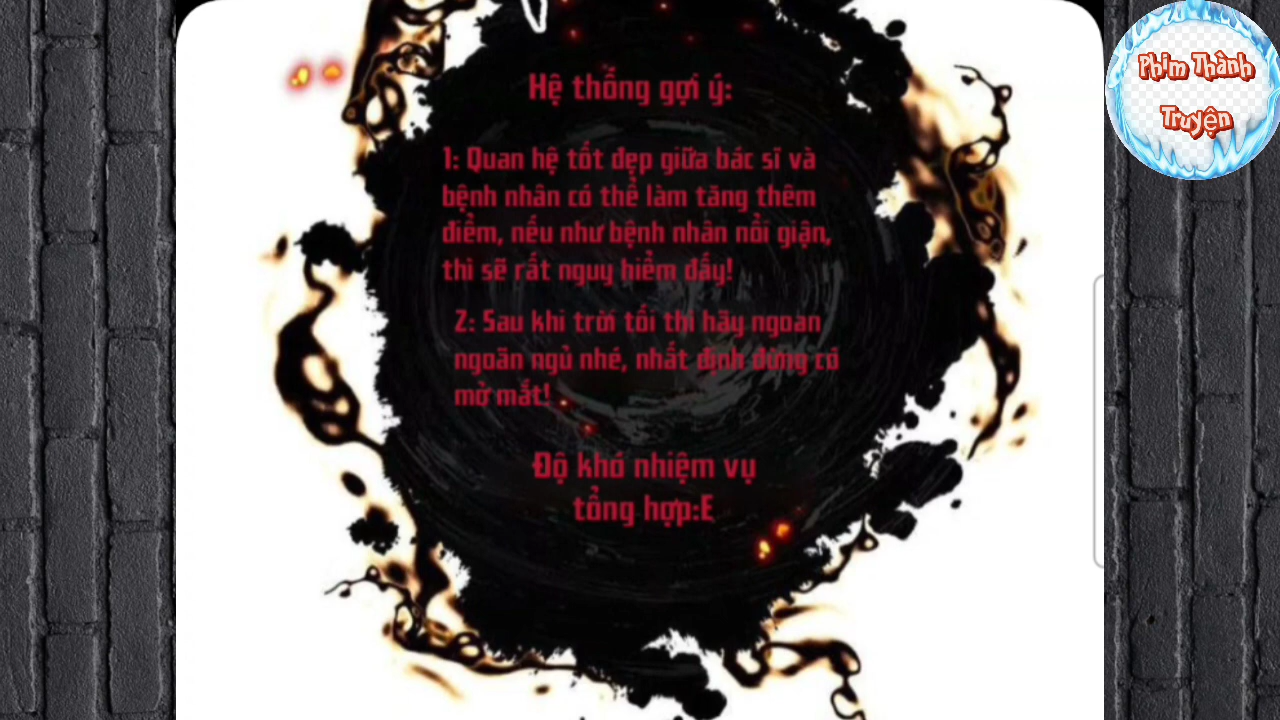 Hệ thống gợi ý:
1: Quan hệ tốt đẹp giữa bác sĩ và
bệnh nhân có thể làm tăng thêm
điểm, nếu như bệnh nhân nổi giận,
thì sẽ rất nguy hiểm đấy!
2: Sau khi trời tối thì hãy ngoan
ngoãn ngủ nhé, nhất định đừng có
mở mắt!
Độ khó nhiệm vụ
tổng hợp:E
Phim Thành
Truyện